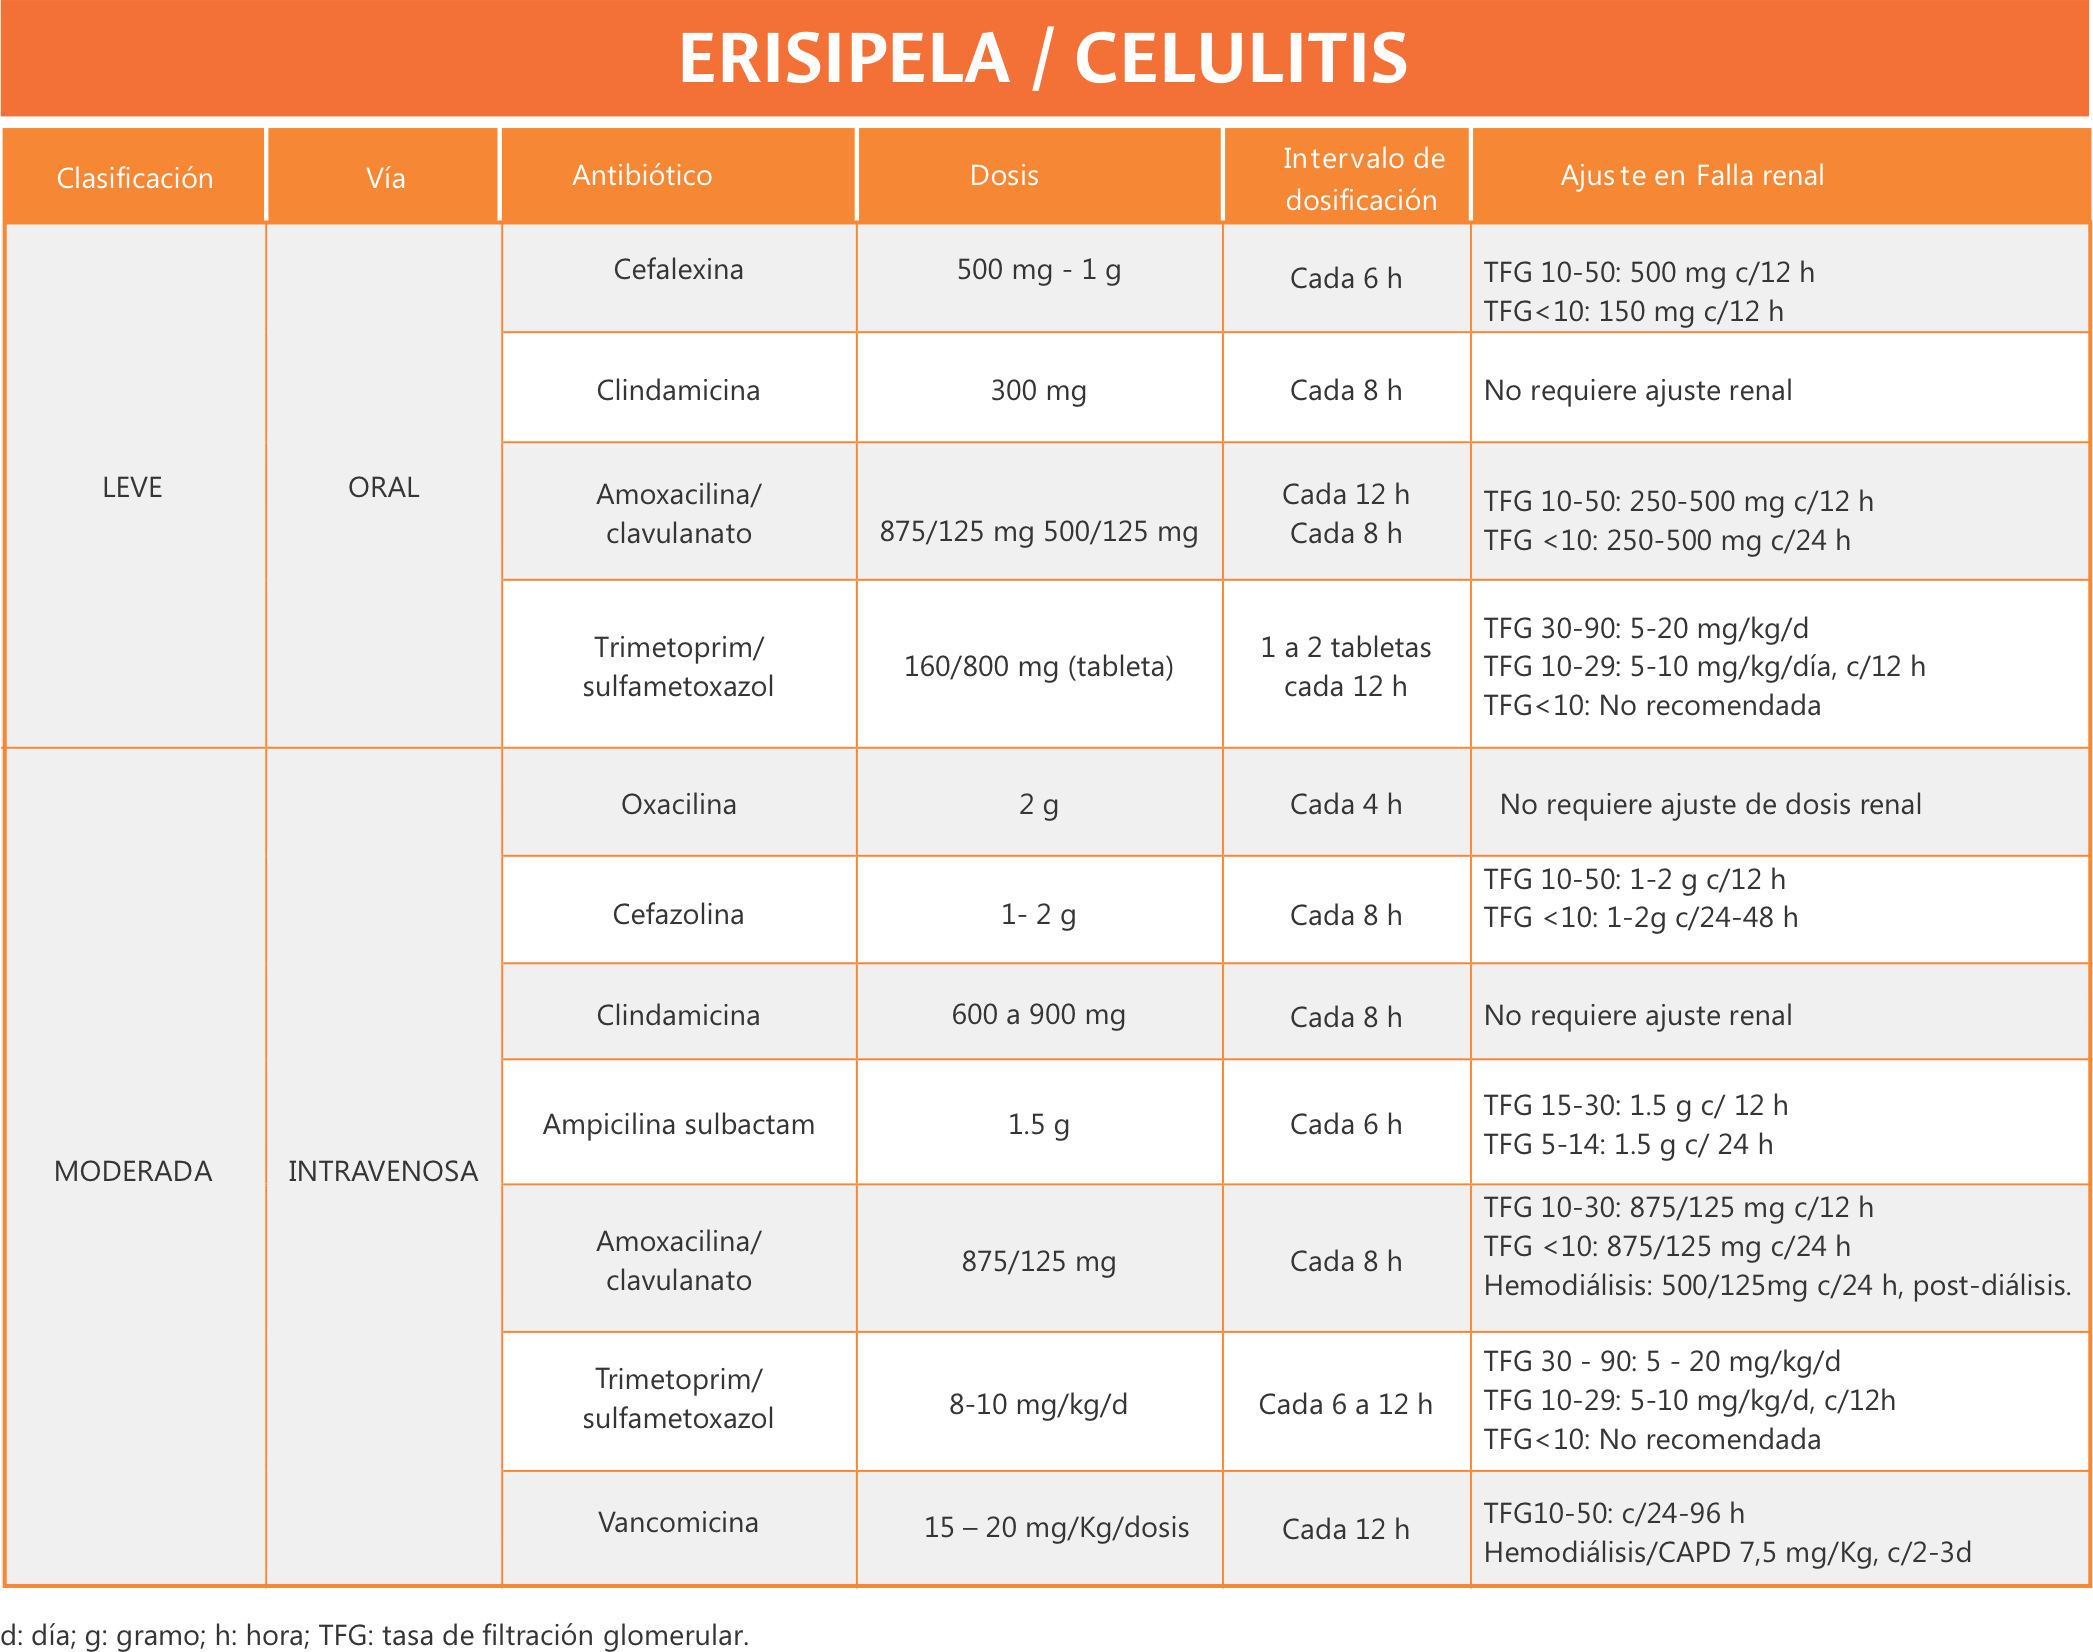 ERISIPELA / CELULITIS
Clasificación
Vía
Antibiótico
Dosis
Intervalo de
dosificación
Ajuste en Falla renal
LEVE
ORAL
Cefalexina
500 mg - 1 g
Cada 6 h
TFG 10-50: 500 mg c/12 h
TFG<10: 150 mg c/12 h
Clindamicina
300 mg
Cada 8 h
No requiere ajuste renal
Amoxacilina/
clavulanato
875/125 mg 500/125 mg
Cada 12 h
Cada 8 h
TFG 10-50: 250-500 mg c/12 h
TFG <10: 250-500 mg c/24 h
Trimetoprim/
sulfametoxazol
160/800 mg (tableta)
1 a 2 tabletas
cada 12 h
TFG 30-90: 5-20 mg/kg/d
TFG 10-29: 5-10 mg/kg/día, c/12 h
TFG<10: No recomendada
MODERADA
INTRAVENOSA
Oxacilina
2 g
Cada 4 h
No requiere ajuste de dosis renal
Cefazolina
1- 2 g
Cada 8 h
TFG 10-50: 1-2 g c/12 h
TFG <10: 1-2g c/24-48 h
Clindamicina
600 a 900 mg
Cada 8 h
No requiere ajuste renal
Ampicilina sulbactam
1.5 g
Cada 6 h
TFG 15-30: 1.5 g c/ 12 h
TFG 5-14: 1.5 g c/ 24 h
Amoxacilina/
clavulanato
875/125 mg
Cada 8 h
TFG 10-30: 875/125 mg c/12 h
TFG <10: 875/125 mg c/24 h
Hemodiálisis: 500/125mg c/24 h, post-diálisis.
Trimetoprim/
sulfametoxazol
8-10 mg/kg/d
Cada 6 a 12 h
TFG 30 - 90: 5 - 20 mg/kg/d
TFG 10-29: 5-10 mg/kg/d, c/12h
TFG<10: No recomendada
Vancomicina
15 – 20 mg/Kg/dosis
Cada 12 h
TFG10-50: c/24-96 h
Hemodiálisis/CAPD 7,5 mg/Kg, c/2-3d
d: día; g: gramo; h: hora; TFG: tasa de filtración glomerular.